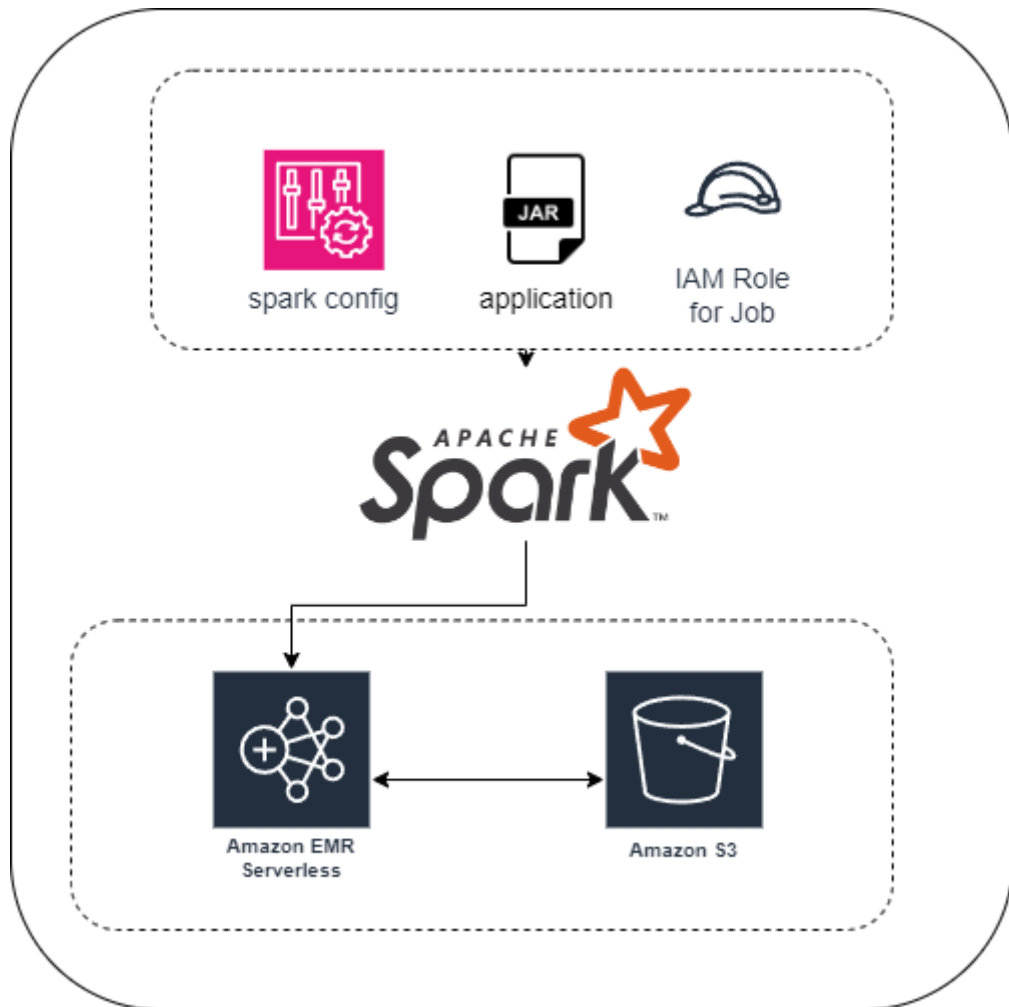 JAR
spark config
application
IAM Role
for Job
APACHE
Spark
TM
Amazon EMR
Serverless
Amazon S3